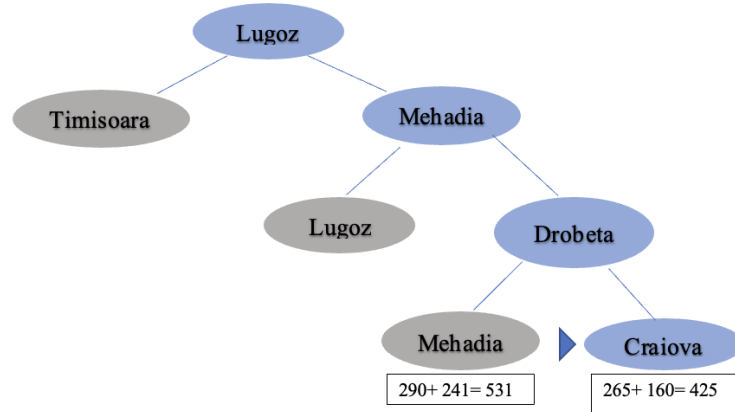 Lugoz
Timisoara
Mehadia
Lugoz
Drobeta
Mehadia
Craiova
290+ 241= 531
265+ 160= 425